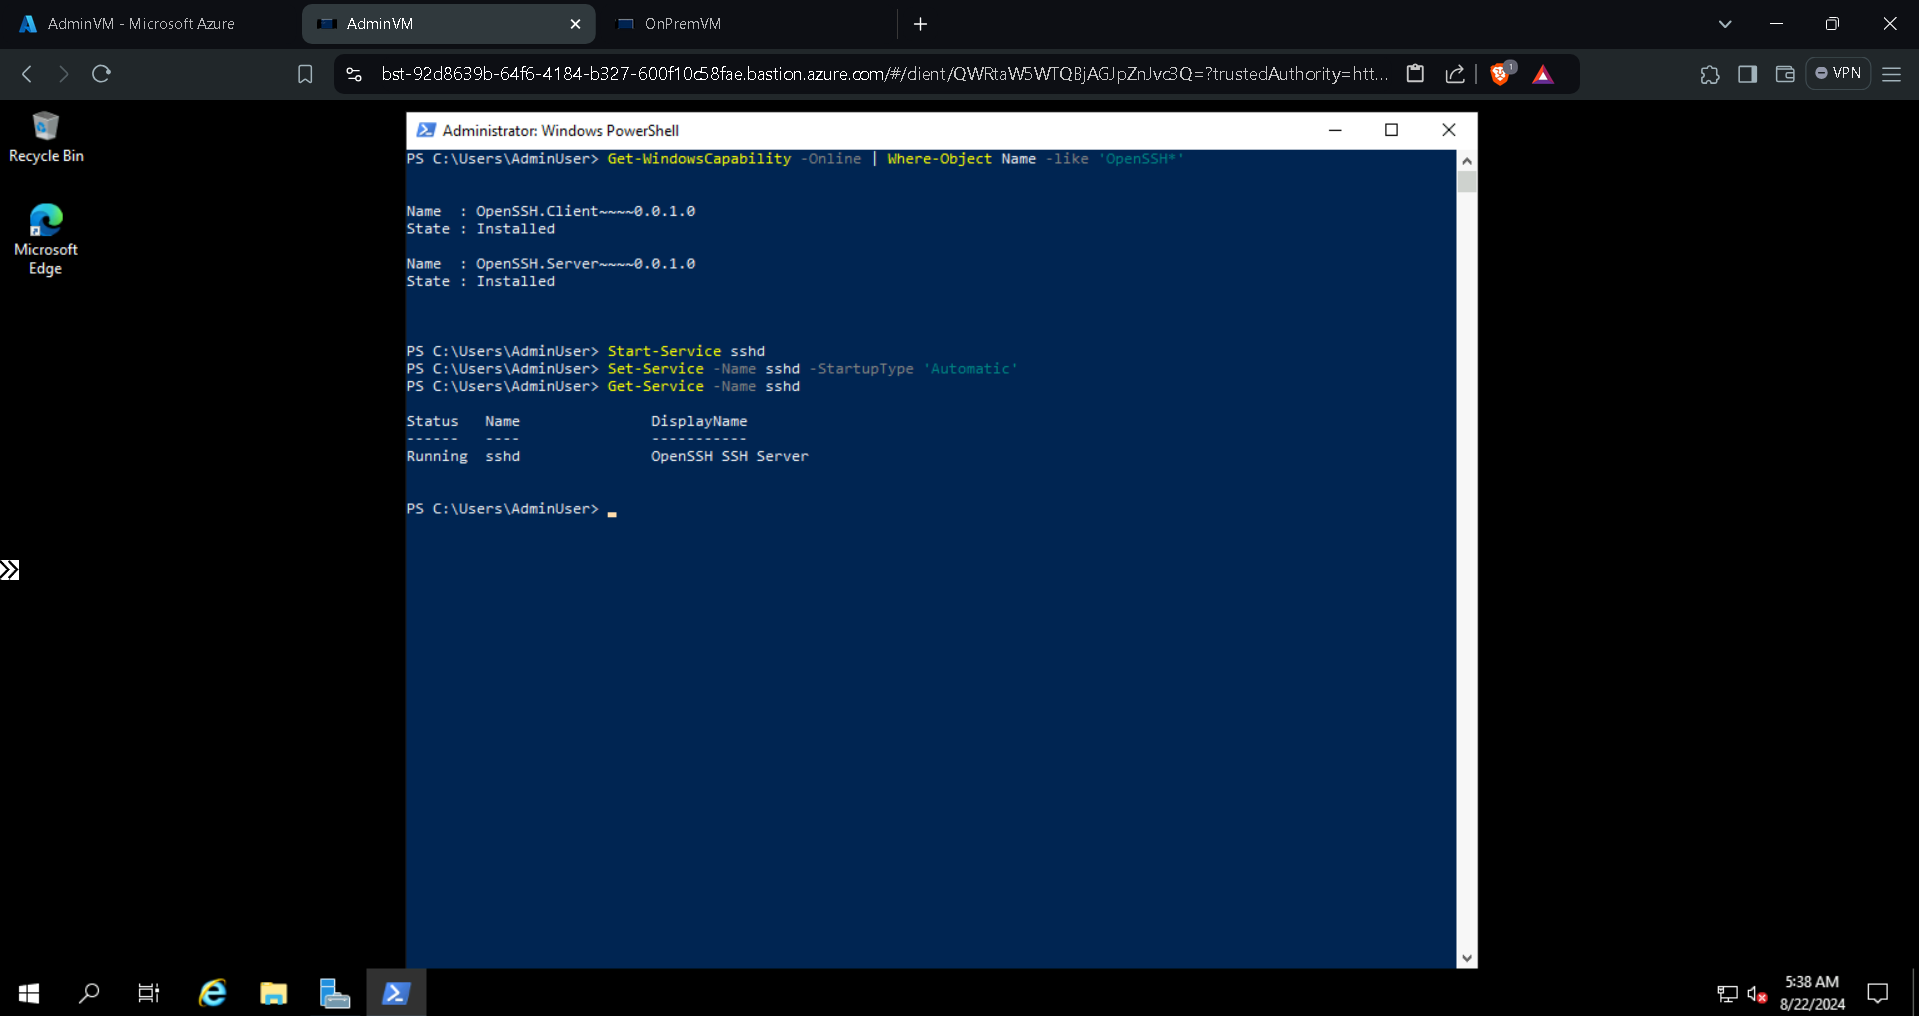 AdminVM - Microsoft Azure
AdminVM
OnPremVM
bst-92d8639b-64f6-4184-b327-600f10c58fae.bastion.azure.com/#/client/QWRtaW5WTQBjAGJpZnJvc3Q=?trustedAuthority=htt...
1
VPN
Recycle Bin
Microsoft
Edge
Administrator: Windows PowerShell
PS C:\Users\AdminUser> Get-WindowsCapability -Online | Where-Object Name -like 'OpenSSH*'
Name  : OpenSSH.Client~~~~0.0.1.0
State : Installed
Name  : OpenSSH.Server~~~~0.0.1.0
State : Installed
PS C:\Users\AdminUser> Start-Service sshd
PS C:\Users\AdminUser> Set-Service -Name sshd -StartupType 'Automatic'
PS C:\Users\AdminUser> Get-Service -Name sshd
Status   Name               DisplayName
------   ----               -----------
Running  sshd               OpenSSH SSH Server
PS C:\Users\AdminUser>
5:38 AM
8/22/2024